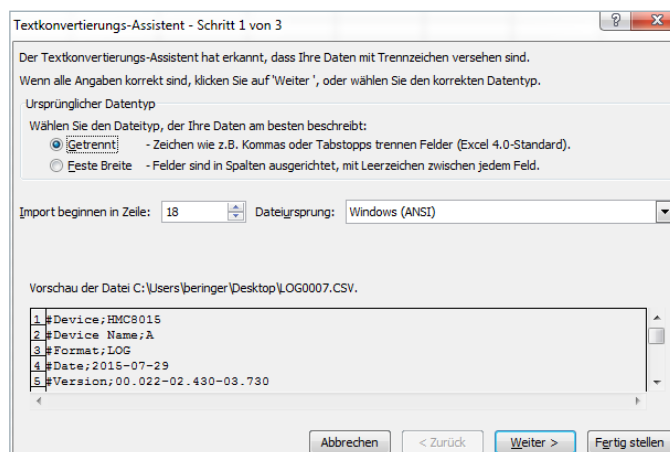 Textkonvertierungs-Assistent - Schritt 1 von 3
Der Textkonvertierungs-Assistent hat erkannt, dass Ihre Daten mit Trennzeichen versehen sind.
Wenn alle Angaben korrekt sind, klicken Sie auf 'Weiter ', oder wählen Sie den korrekten Datentyp.
Ursprünglicher Datentyp
Wählen Sie den Dateityp, der Ihre Daten am besten beschreibt:
Getrennt - Zeichen wie z.B. Kommas oder Tabstopps trennen Felder (Excel 4.0-Standard).
Feste Breite - Felder sind in Spalten ausgerichtet, mit Leerzeichen zwischen jedem Feld.
Import beginnen in Zeile: 18 Dateiursprung: Windows (ANSI)
Vorschau der Datei C:\Users\beringer\Desktop\LOG0007.CSV.
1 #Device;HMC8015
2 #Device Name;A
3 #Format;LOG
4 #Date;2015-07-29
5 #Version;00.022-02.430-03.730
Abbrechen < Zurück Weiter > Fertig stellen